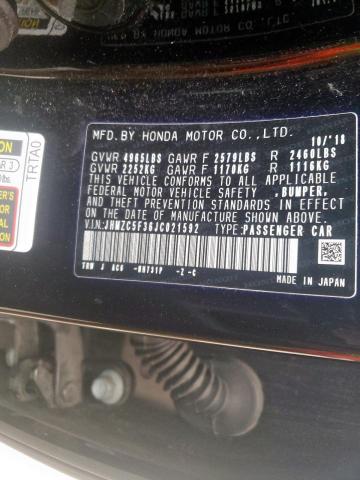 MFD.BY HONDA MOTOR CO.,LTD. 10/'18
GVWR 4965LBS GAWR F 2579LBS R 2460LBS
GVWR 2252KG GAWR F 1170KG R 1116KG
THIS VEHICLE CONFORMS TO ALL APPLICABLE
FEDERAL MOTOR VEHICLE SAFETY, BUMPER,
AND THEFT PREVENTION STANDARDS IN EFFECT ON
THE DATE OF MANUFACTURE SHOWN ABOVE.
V.I.N:JHMZC5F36JC021592 TYPE:PASSENGER CAR
MADE IN JAPAN
TRTA0